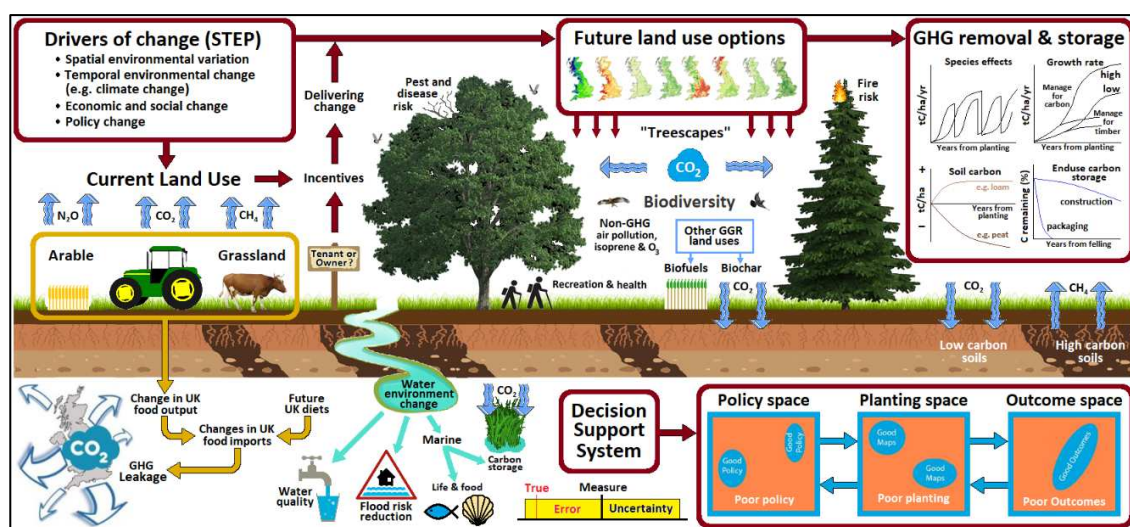 Drivers of change (STEP)
• Spatial environmental variation
• Temporal environmental change
(e.g. climate change)
• Economic and social change
• Policy change
Current Land Use
N₂O
CO₂
CH₄
Arable
Grassland
Delivering
change
Incentives
Tenant or
Owner?
Pest and
disease
risk
Future land use options
"Treescapes"
CO₂
Biodiversity
Non-GHG
air pollution,
isoprene & O₃
Other GGR
land uses
Biofuels
Biochar
CO₂
Recreation & health
Fire
risk
GHG removal & storage
Species effects
tC/ha/yr
Years from planting
Growth rate
high
low
Manage
for carbon
Manage
for
timber
tC/ha/yr
Years from planting
Soil carbon
+
tC/ha
–
e.g. loam
Years from
planting
e.g. peat
Enduse carbon
storage
C remaining (%)
construction
packaging
Years from felling
CO₂
CH₄
Low carbon
soils
High carbon
soils
CO₂
Change in UK
food output
Future
UK diets
Changes in UK
food imports
GHG
Leakage
Water
environment
change
Water
quality
Flood risk
reduction
Marine
Life & food
CO₂
Carbon
storage
Decision
Support
System
True
Measure
Error
Uncertainty
Policy space
Good
Policy
Good
Policy
Poor policy
Planting space
Good
Maps
Good
Maps
Poor planting
Outcome space
Good Outcomes
Poor Outcomes